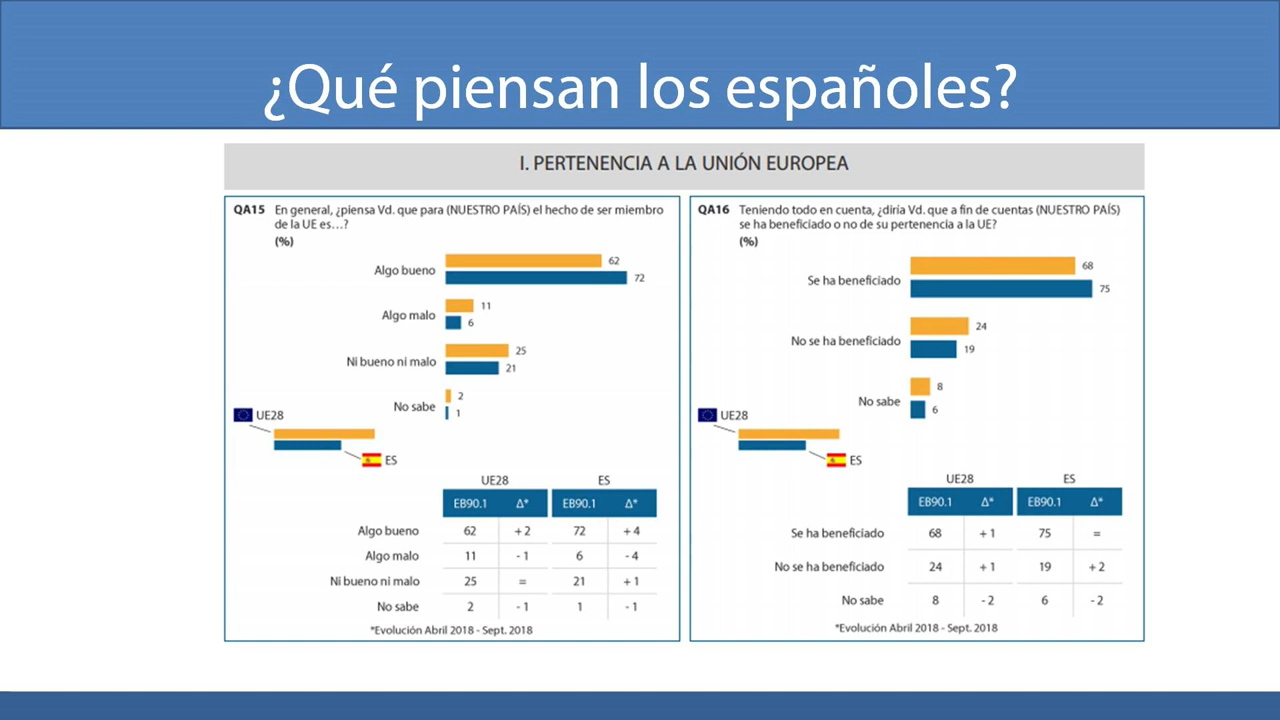 ¿Qué piensan los españoles?
I. PERTENENCIA A LA UNIÓN EUROPEA
QA15 En general, ¿piensa Vd. que para (NUESTRO PAÍS) el hecho de ser miembro
de la UE es…?
(%)
Algo bueno 62
72
Algo malo 11
6
Ni bueno ni malo 25
21
No sabe 2
1
UE28
ES
UE28 ES
EB90.1 Δ* EB90.1 Δ*
Algo bueno 62 + 2 72 + 4
Algo malo 11 - 1 6 - 4
Ni bueno ni malo 25 = 21 + 1
No sabe 2 - 1 1 - 1
*Evolución Abril 2018 - Sept. 2018
QA16 Teniendo todo en cuenta, ¿diría Vd. que a fin de cuentas (NUESTRO PAÍS)
se ha beneficiado o no de su pertenencia a la UE?
(%)
Se ha beneficiado 68
75
No se ha beneficiado 24
19
No sabe 8
6
UE28
ES
UE28 ES
EB90.1 Δ* EB90.1 Δ*
Se ha beneficiado 68 + 1 75 =
No se ha beneficiado 24 + 1 19 + 2
No sabe 8 - 2 6 - 2
*Evolución Abril 2018 - Sept. 2018